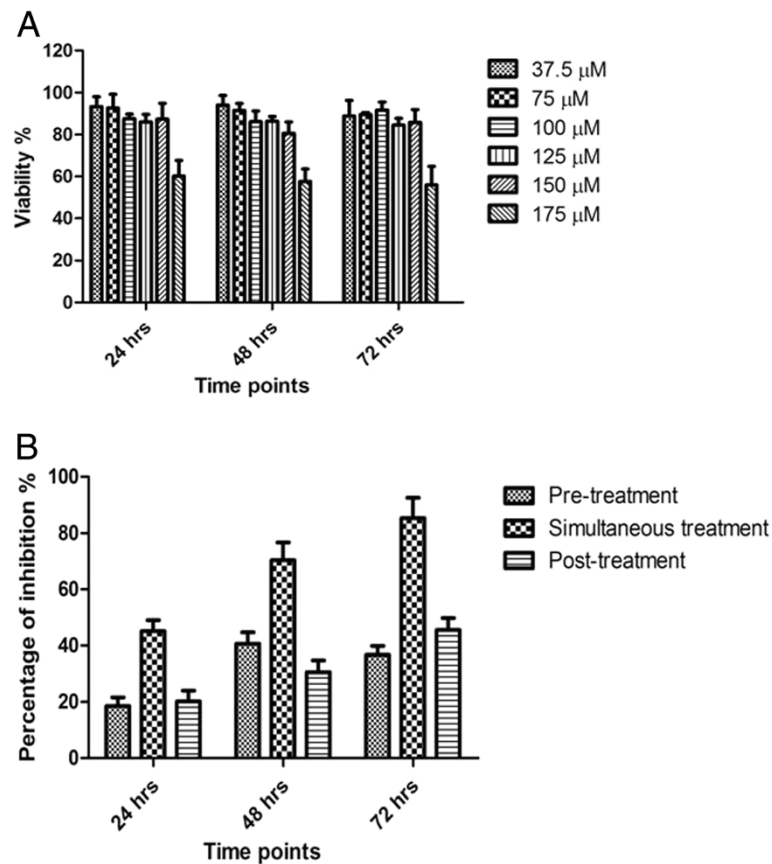 A
120
100
80
60
40
20
0
Viability %
24 hrs
48 hrs
72 hrs
Time points
37.5 μM
75 μM
100 μM
125 μM
150 μM
175 μM
B
100
80
60
40
20
0
Percentage of inhibition %
24 hrs
48 hrs
72 hrs
Time points
Pre-treatment
Simultaneous treatment
Post-treatment